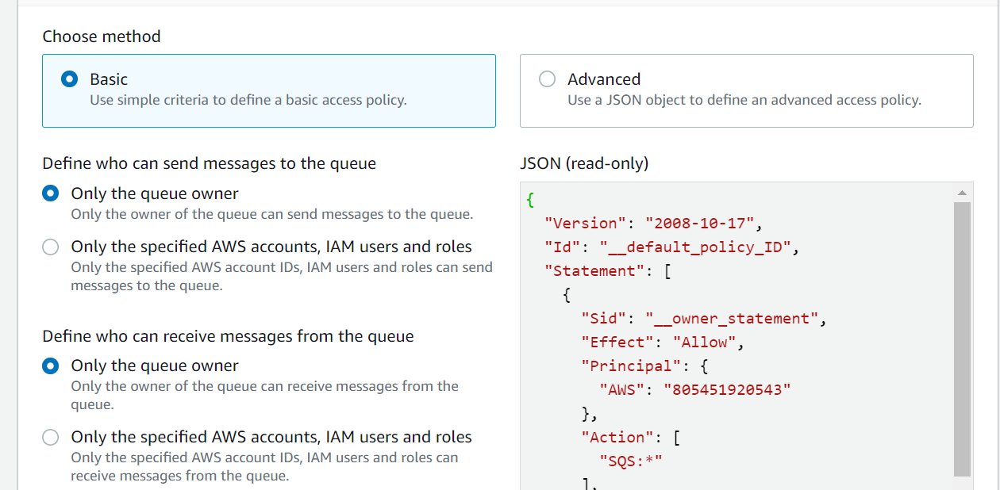 Choose method
Basic
Use simple criteria to define a basic access policy.
Advanced
Use a JSON object to define an advanced access policy.
Define who can send messages to the queue
Only the queue owner
Only the owner of the queue can send messages to the queue.
Only the specified AWS accounts, IAM users and roles
Only the specified AWS account IDs, IAM users and roles can send
messages to the queue.
Define who can receive messages from the queue
Only the queue owner
Only the owner of the queue can receive messages from the
queue.
Only the specified AWS accounts, IAM users and roles
Only the specified AWS account IDs, IAM users and roles can
receive messages from the queue.
JSON (read-only)
{
  "Version": "2008-10-17",
  "Id": "__default_policy_ID",
  "Statement": [
    {
      "Sid": "__owner_statement",
      "Effect": "Allow",
      "Principal": {
        "AWS": "805451920543"
      },
      "Action": [
        "SQS:*"
      ],